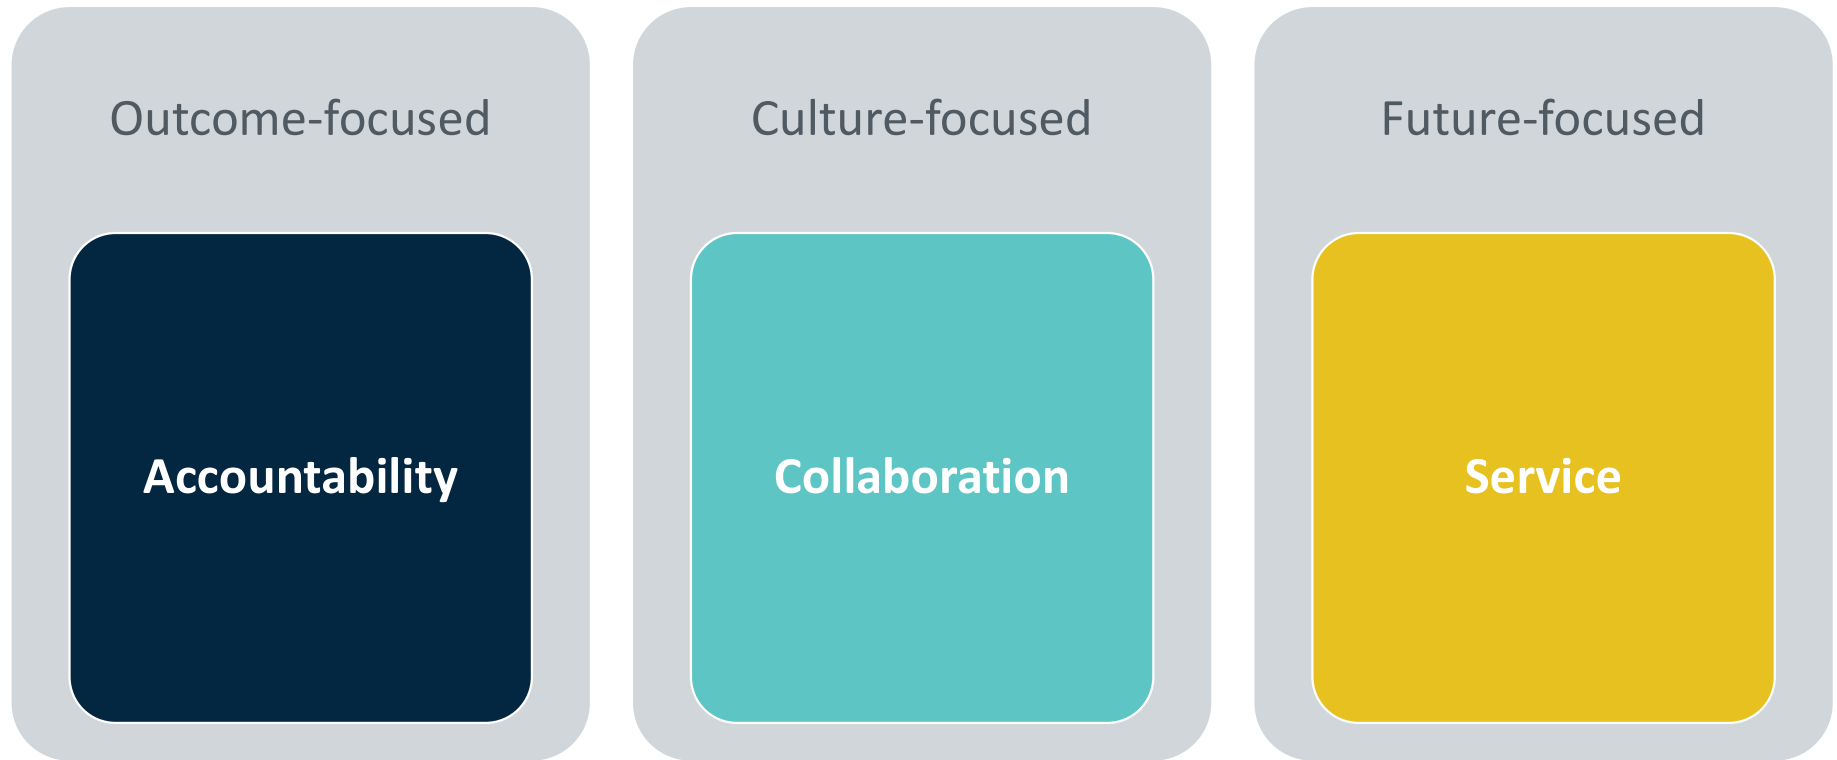 Outcome-focused
Accountability
Culture-focused
Collaboration
Future-focused
Service